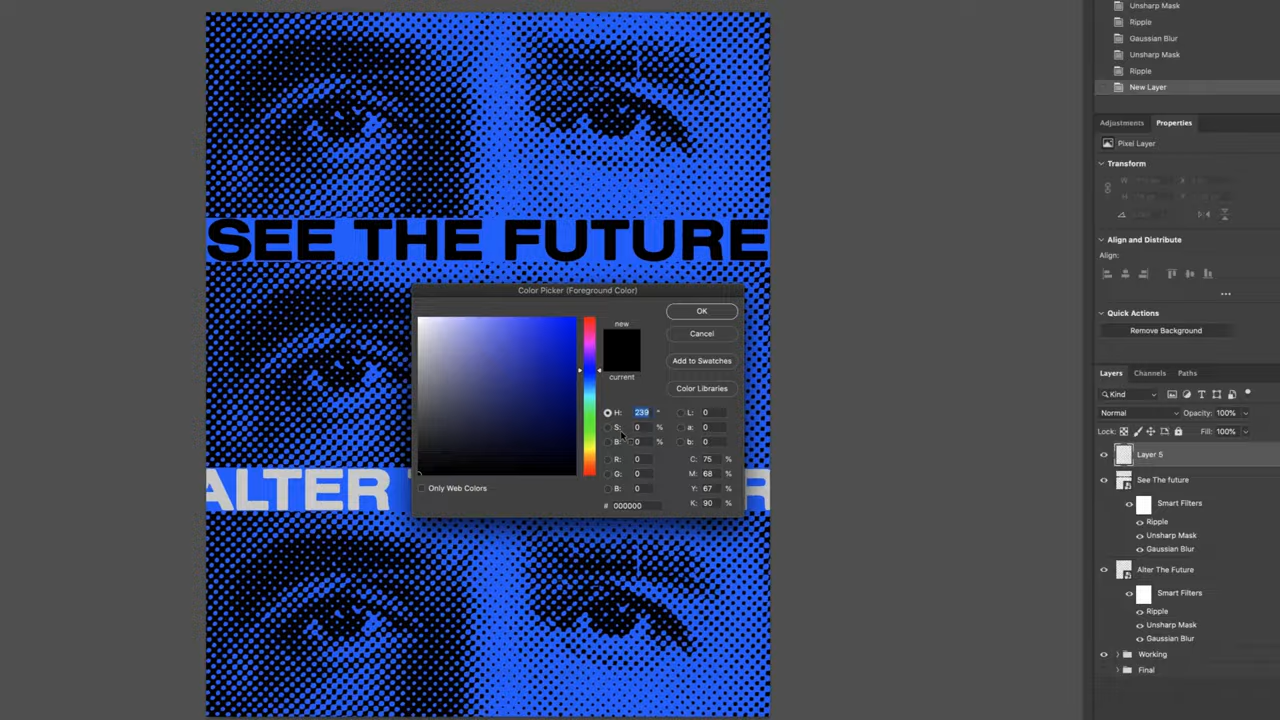 Unsharp Mask
Ripple
Gaussian Blur
Unsharp Mask
Ripple
New Layer
Adjustments Properties
Pixel Layer
Transform
W X
Align and Distribute
Align:
Quick Actions
Remove Background
Layers Channels Paths
Kind
Normal Opacity: 100%
Lock: Fill: 100%
Layer 5
See The future
Smart Filters
Ripple
Unsharp Mask
Gaussian Blur
Alter The Future
Smart Filters
Ripple
Unsharp Mask
Gaussian Blur
Working
Final
SEE THE FUTURE
ALTER R
Color Picker (Foreground Color)
new
current
OK
Cancel
Add to Swatches
Color Libraries
H: 239 °
S: 0 %
B: 0 %
R: 0
G: 0
B: 0
# 000000
L: 0
a: 0
b: 0
C: 75 %
M: 68 %
Y: 67 %
K: 90 %
Only Web Colors